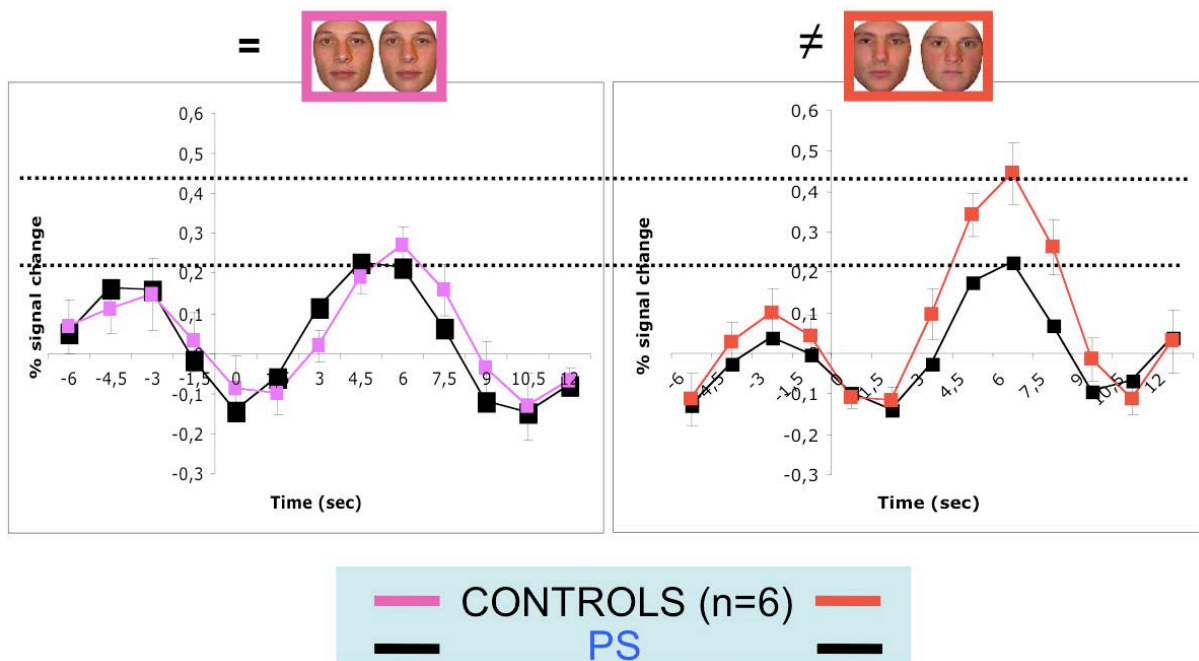 = ≠
0,6 0,6
0,5 0,5
0,4 0,4
0,3 0,3
0,2 0,2
0,1 0,1
0 0
-0,1 -0,1
-0,2 -0,2
-0,3 -0,3
% signal change % signal change
-6 -4,5 -3 -1,5 0 3 4,5 6 7,5 9 10,5 12
-6 -4,5 -3 -1,5 0 1,5 3 4,5 6 7,5 9 10,5 12
Time (sec) Time (sec)
CONTROLS (n=6)
PS